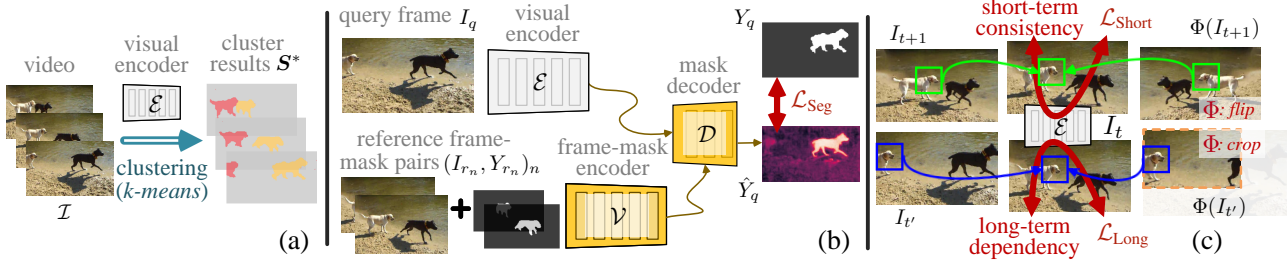 video
visual
encoder
cluster
results S*
ℰ
clustering
(k-means)
ℐ
(a)
query frame I_q
visual
encoder
ℰ
reference frame-
mask pairs (I_{r_n}, Y_{r_n})_n
frame-mask
encoder
+
𝒱
mask
decoder
𝒟
Y_q
ℒ_Seg
Ŷ_q
(b)
short-term
consistency
ℒ_Short
I_{t+1}
Φ(I_{t+1})
Φ: flip
ℰ
I_t
Φ: crop
I_{t'}
Φ(I_{t'})
long-term
dependency
ℒ_Long
(c)